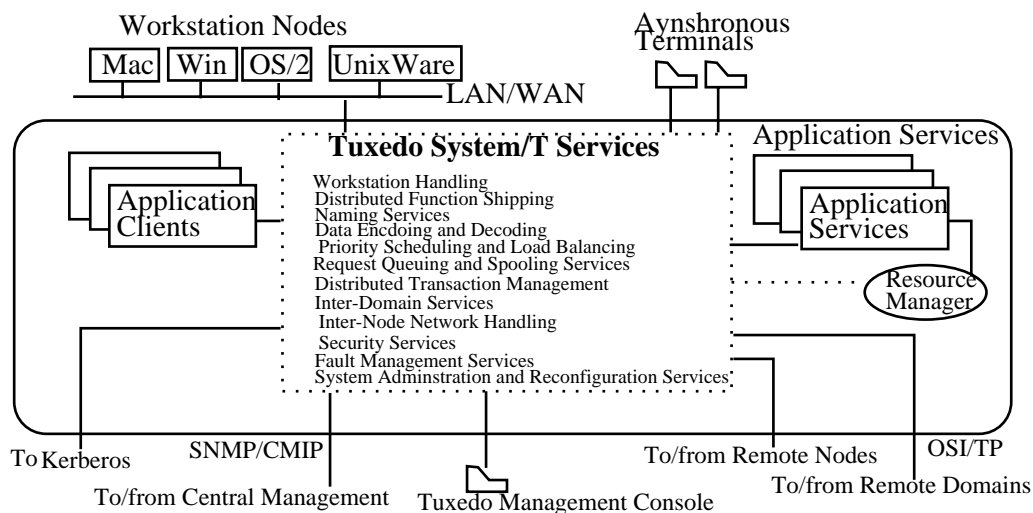 Workstation Nodes
Aynshronous
Terminals
Mac
Win
OS/2
UnixWare
LAN/WAN
Tuxedo System/T Services
Application Services
Application
Clients
Workstation Handling
Distributed Function Shipping
Naming Services
Data Encdoing and Decoding
Priority Scheduling and Load Balancing
Request Queuing and Spooling Services
Distributed Transaction Management
Inter-Domain Services
Inter-Node Network Handling
Security Services
Fault Management Services
System Adminstration and Reconfiguration Services
Application
Services
Resource
Manager
To Kerberos
SNMP/CMIP
To/from Central Management
Tuxedo Management Console
To/from Remote Nodes
OSI/TP
To/from Remote Domains